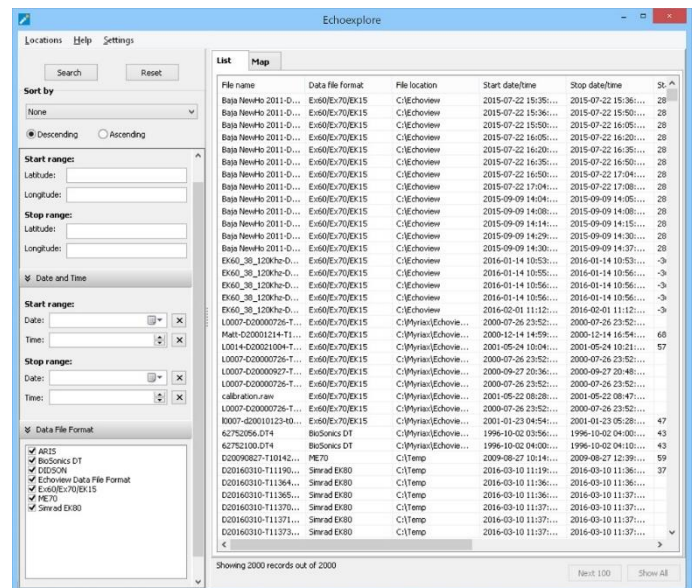 Echoexplore
Locations Help Settings
Search Reset
Sort by
None
Descending Ascending
Start range:
Latitude:
Longitude:
Stop range:
Latitude:
Longitude:
Date and Time
Start range:
Date:
Time:
Stop range:
Date:
Time:
Data File Format
ARIS
BioSonics DT
DIDSON
Echoview Data File Format
Ex60/Ex70/EK15
ME70
Simrad EK80
List Map
File name Data file format File location Start date/time Stop date/time St
Baja NewHo 2011-D... Ex60/Ex70/EK15 C:\Echoview 2015-07-22 15:35:... 2015-07-22 15:36:... 28
Baja NewHo 2011-D... Ex60/Ex70/EK15 C:\Echoview 2015-07-22 15:36:... 2015-07-22 15:50:... 28
Baja NewHo 2011-D... Ex60/Ex70/EK15 C:\Echoview 2015-07-22 15:50:... 2015-07-22 16:05:... 28
Baja NewHo 2011-D... Ex60/Ex70/EK15 C:\Echoview 2015-07-22 16:05:... 2015-07-22 16:20:... 28
Baja NewHo 2011-D... Ex60/Ex70/EK15 C:\Echoview 2015-07-22 16:20:... 2015-07-22 16:35:... 28
Baja NewHo 2011-D... Ex60/Ex70/EK15 C:\Echoview 2015-07-22 16:35:... 2015-07-22 16:50:... 28
Baja NewHo 2011-D... Ex60/Ex70/EK15 C:\Echoview 2015-07-22 16:50:... 2015-07-22 17:04:... 28
Baja NewHo 2011-D... Ex60/Ex70/EK15 C:\Echoview 2015-07-22 17:04:... 2015-07-22 17:08:... 28
Baja NewHo 2011-D... Ex60/Ex70/EK15 C:\Echoview 2015-09-09 14:04:... 2015-09-09 14:05:... 28
Baja NewHo 2011-D... Ex60/Ex70/EK15 C:\Echoview 2015-09-09 14:08:... 2015-09-09 14:08:... 28
Baja NewHo 2011-D... Ex60/Ex70/EK15 C:\Echoview 2015-09-09 14:14:... 2015-09-09 14:15:... 28
Baja NewHo 2011-D... Ex60/Ex70/EK15 C:\Echoview 2015-09-09 14:29:... 2015-09-09 14:30:... 28
Baja NewHo 2011-D... Ex60/Ex70/EK15 C:\Echoview 2015-09-09 14:30:... 2015-09-09 14:37:... 28
EK60_38_120Khz-D... Ex60/Ex70/EK15 C:\Echoview 2016-01-14 10:53:... 2016-01-14 10:53:... -3
EK60_38_120Khz-D... Ex60/Ex70/EK15 C:\Echoview 2016-01-14 10:55:... 2016-01-14 10:56:... -3
EK60_38_120Khz-D... Ex60/Ex70/EK15 C:\Echoview 2016-01-14 10:56:... 2016-01-14 10:56:... -3
EK60_38_120Khz-D... Ex60/Ex70/EK15 C:\Echoview 2016-01-14 10:56:... 2016-01-14 10:56:... -3
EK60_38_120Khz-D... Ex60/Ex70/EK15 C:\Echoview 2016-02-01 11:12:... 2016-02-01 11:12:... -3
L0007-D20000726-T... Ex60/Ex70/EK15 C:\Myriax\Echovie... 2000-07-26 23:52:... 2000-07-26 23:52:...
Matt-D20001214-T1... Ex60/Ex70/EK15 C:\Myriax\Echovie... 2000-12-14 14:59:... 2000-12-14 16:54:... 68
L0014-D20021004-T... Ex60/Ex70/EK15 C:\Myriax\Echovie... 2001-05-24 10:04:... 2001-05-24 10:21:... 57
L0007-D20000726-T... Ex60/Ex70/EK15 C:\Myriax\Echovie... 2000-07-26 23:52:... 2000-07-26 23:52:...
L0007-D20000927-T... Ex60/Ex70/EK15 C:\Myriax\Echovie... 2000-09-27 20:36:... 2000-09-27 20:48:...
L0007-D20000726-T... Ex60/Ex70/EK15 C:\Myriax\Echovie... 2000-07-26 23:52:... 2000-07-26 23:52:...
calibration.raw Ex60/Ex70/EK15 C:\Myriax\Echovie... 2001-05-22 08:28:... 2001-05-22 08:47:...
L0007-D20000726-T... Ex60/Ex70/EK15 C:\Myriax\Echovie... 2000-07-26 23:52:... 2000-07-26 23:52:...
l0007-d20010123-t0... Ex60/Ex70/EK15 C:\Myriax\Echovie... 2001-01-23 04:54:... 2001-01-23 05:28:... 47
62752056.DT4 BioSonics DT C:\Myriax\Echovie... 1996-10-02 03:56:... 1996-10-02 04:00:... 43
62752100.DT4 BioSonics DT C:\Myriax\Echovie... 1996-10-02 04:00:... 1996-10-02 04:10:... 43
D20090827-T10142... ME70 C:\Temp 2009-08-27 10:14:... 2009-08-27 12:39:... 59
D20160310-T11190... Simrad EK80 C:\Temp 2016-03-10 11:19:... 2016-03-10 11:36:... 37
D20160310-T11364... Simrad EK80 C:\Temp 2016-03-10 11:36:... 2016-03-10 11:36:...
D20160310-T11365... Simrad EK80 C:\Temp 2016-03-10 11:36:... 2016-03-10 11:37:...
D20160310-T11370... Simrad EK80 C:\Temp 2016-03-10 11:37:... 2016-03-10 11:37:...
D20160310-T11371... Simrad EK80 C:\Temp 2016-03-10 11:37:... 2016-03-10 11:37:...
D20160310-T11373... Simrad EK80 C:\Temp 2016-03-10 11:37:... 2016-03-10 11:37:...
Showing 2000 records out of 2000
Next 100 Show All